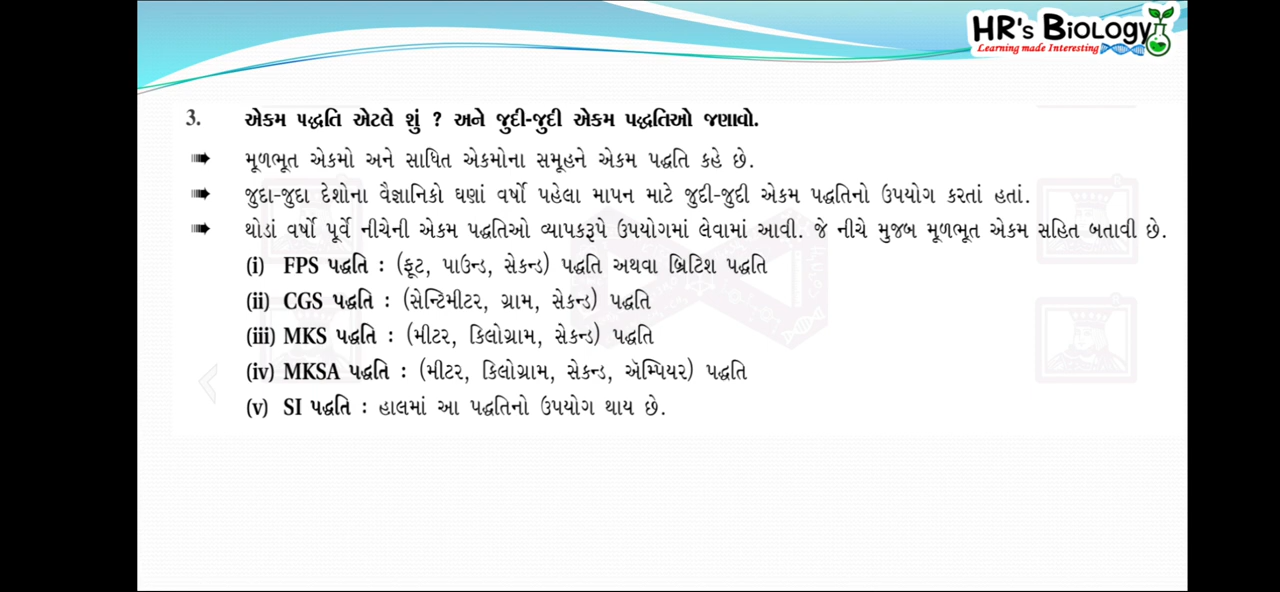 HR's BIOLOGY
Learning made Interesting
3. એકમ પદ્ધતિ એટલે શું ? અને જુદી-જુદી એકમ પદ્ધતિઓ જણાવો.
➠ મૂળભૂત એકમો અને સાધિત એકમોના સમૂહને એકમ પદ્ધતિ કહે છે.
➠ જુદા-જુદા દેશોના વૈજ્ઞાનિકો ઘણાં વર્ષો પહેલા માપન માટે જુદી-જુદી એકમ પદ્ધતિનો ઉપયોગ કરતાં હતાં.
➠ થોડાં વર્ષો પૂર્વે નીચેની એકમ પદ્ધતિઓ વ્યાપકરૂપે ઉપયોગમાં લેવામાં આવી. જે નીચે મુજબ મૂળભૂત એકમ સહિત બતાવી છે.
(i) FPS પદ્ધતિ : (ફૂટ, પાઉન્ડ, સેકન્ડ) પદ્ધતિ અથવા બ્રિટિશ પદ્ધતિ
(ii) CGS પદ્ધતિ : (સેન્ટિમીટર, ગ્રામ, સેકન્ડ) પદ્ધતિ
(iii) MKS પદ્ધતિ : (મીટર, કિલોગ્રામ, સેકન્ડ) પદ્ધતિ
(iv) MKSA પદ્ધતિ : (મીટર, કિલોગ્રામ, સેકન્ડ, ઍમ્પિયર) પદ્ધતિ
(v) SI પદ્ધતિ : હાલમાં આ પદ્ધતિનો ઉપયોગ થાય છે.